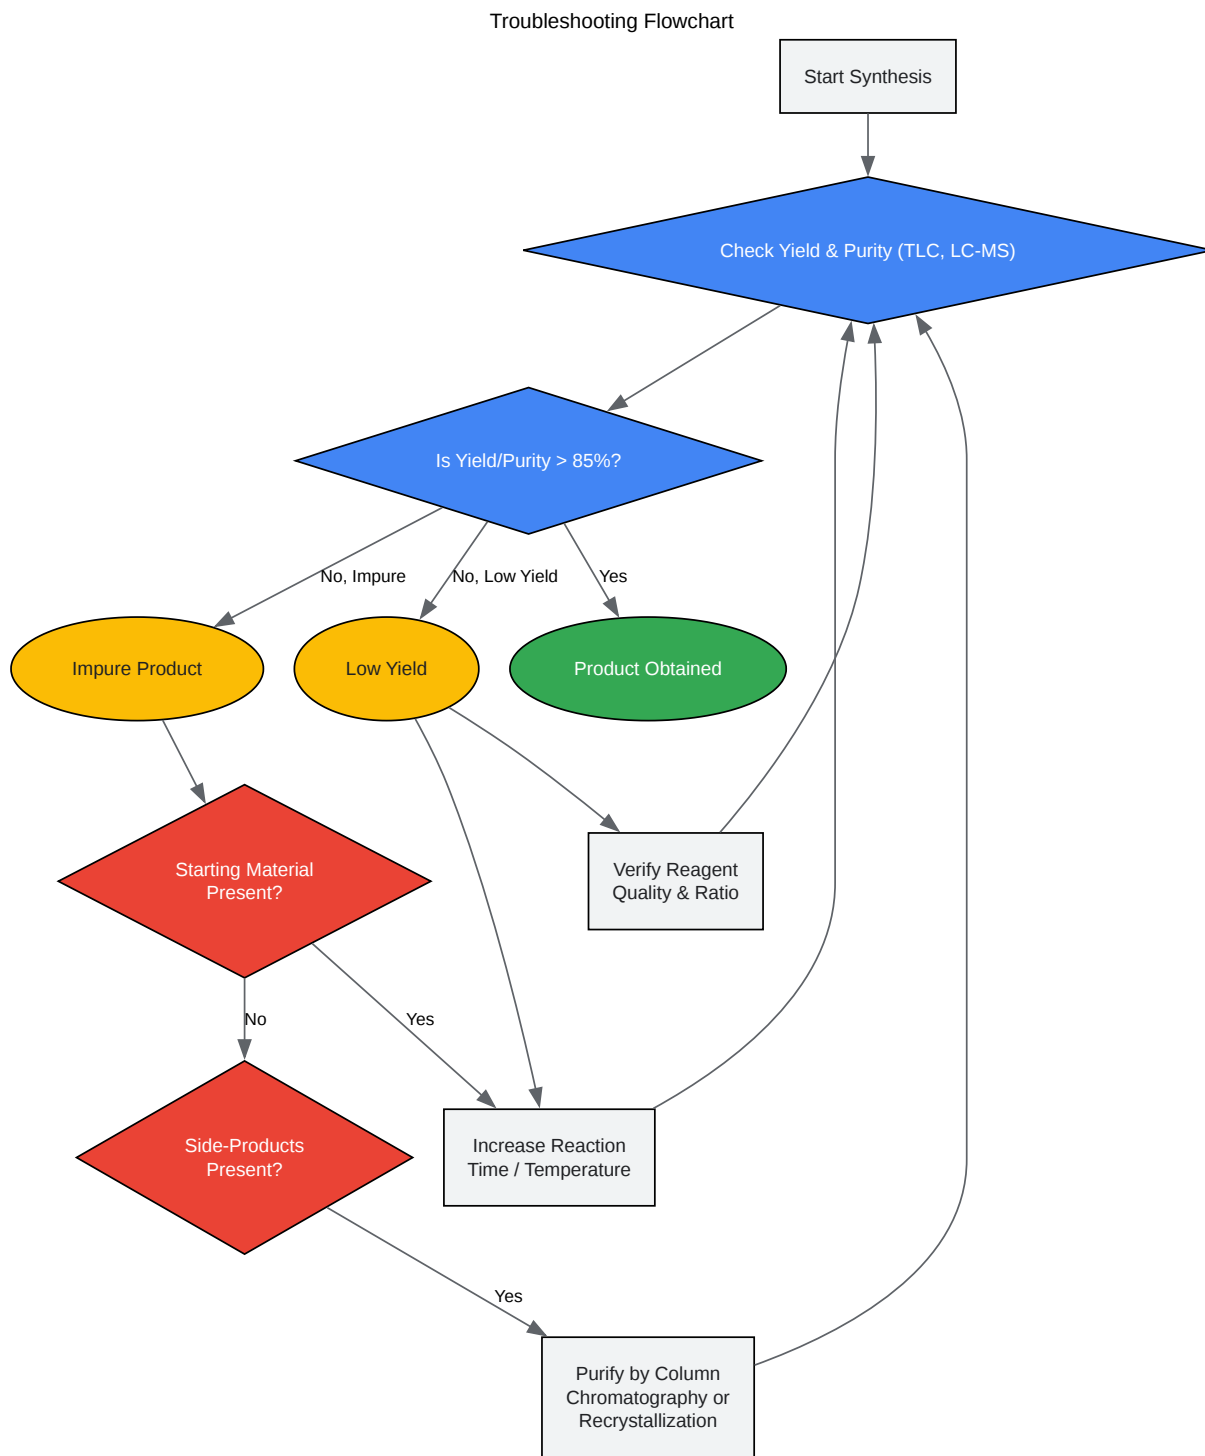 Troubleshooting Flowchart
Start Synthesis
Check Yield & Purity (TLC, LC-MS)
Is Yield/Purity > 85%?
No, Impure
No, Low Yield
Yes
Impure Product
Low Yield
Product Obtained
Starting Material
Present?
Verify Reagent
Quality & Ratio
No
Yes
Side-Products
Present?
Increase Reaction
Time / Temperature
Yes
Purify by Column
Chromatography or
Recrystallization